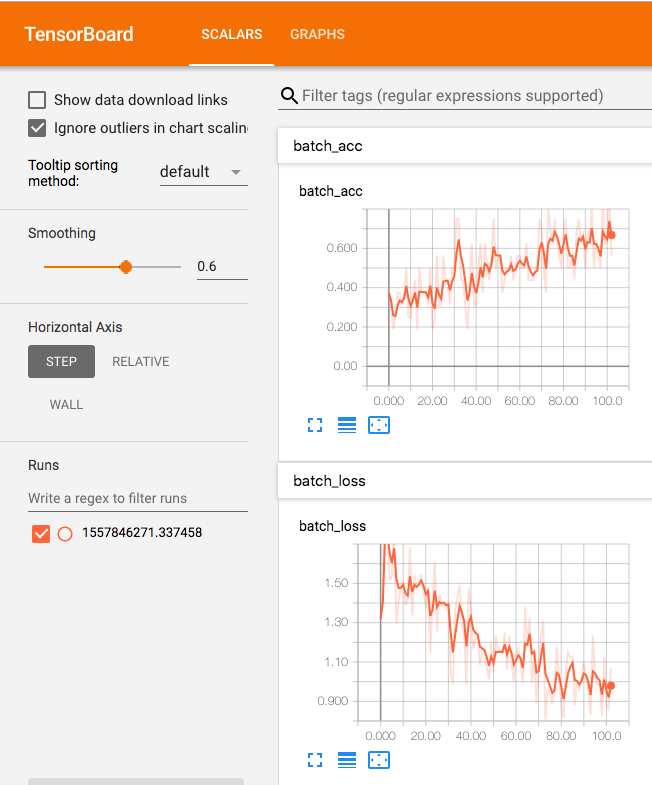 TensorBoard
SCALARS GRAPHS
Show data download links
Ignore outliers in chart scalin
Tooltip sorting
method:
default
Smoothing
0.6
Horizontal Axis
STEP RELATIVE
WALL
Runs
Write a regex to filter runs
1557846271.337458
Filter tags (regular expressions supported)
batch_acc
batch_acc
0.600
0.400
0.200
0.00
0.000 20.00 40.00 60.00 80.00 100.0
batch_loss
batch_loss
1.50
1.30
1.10
0.900
0.000 20.00 40.00 60.00 80.00 100.0